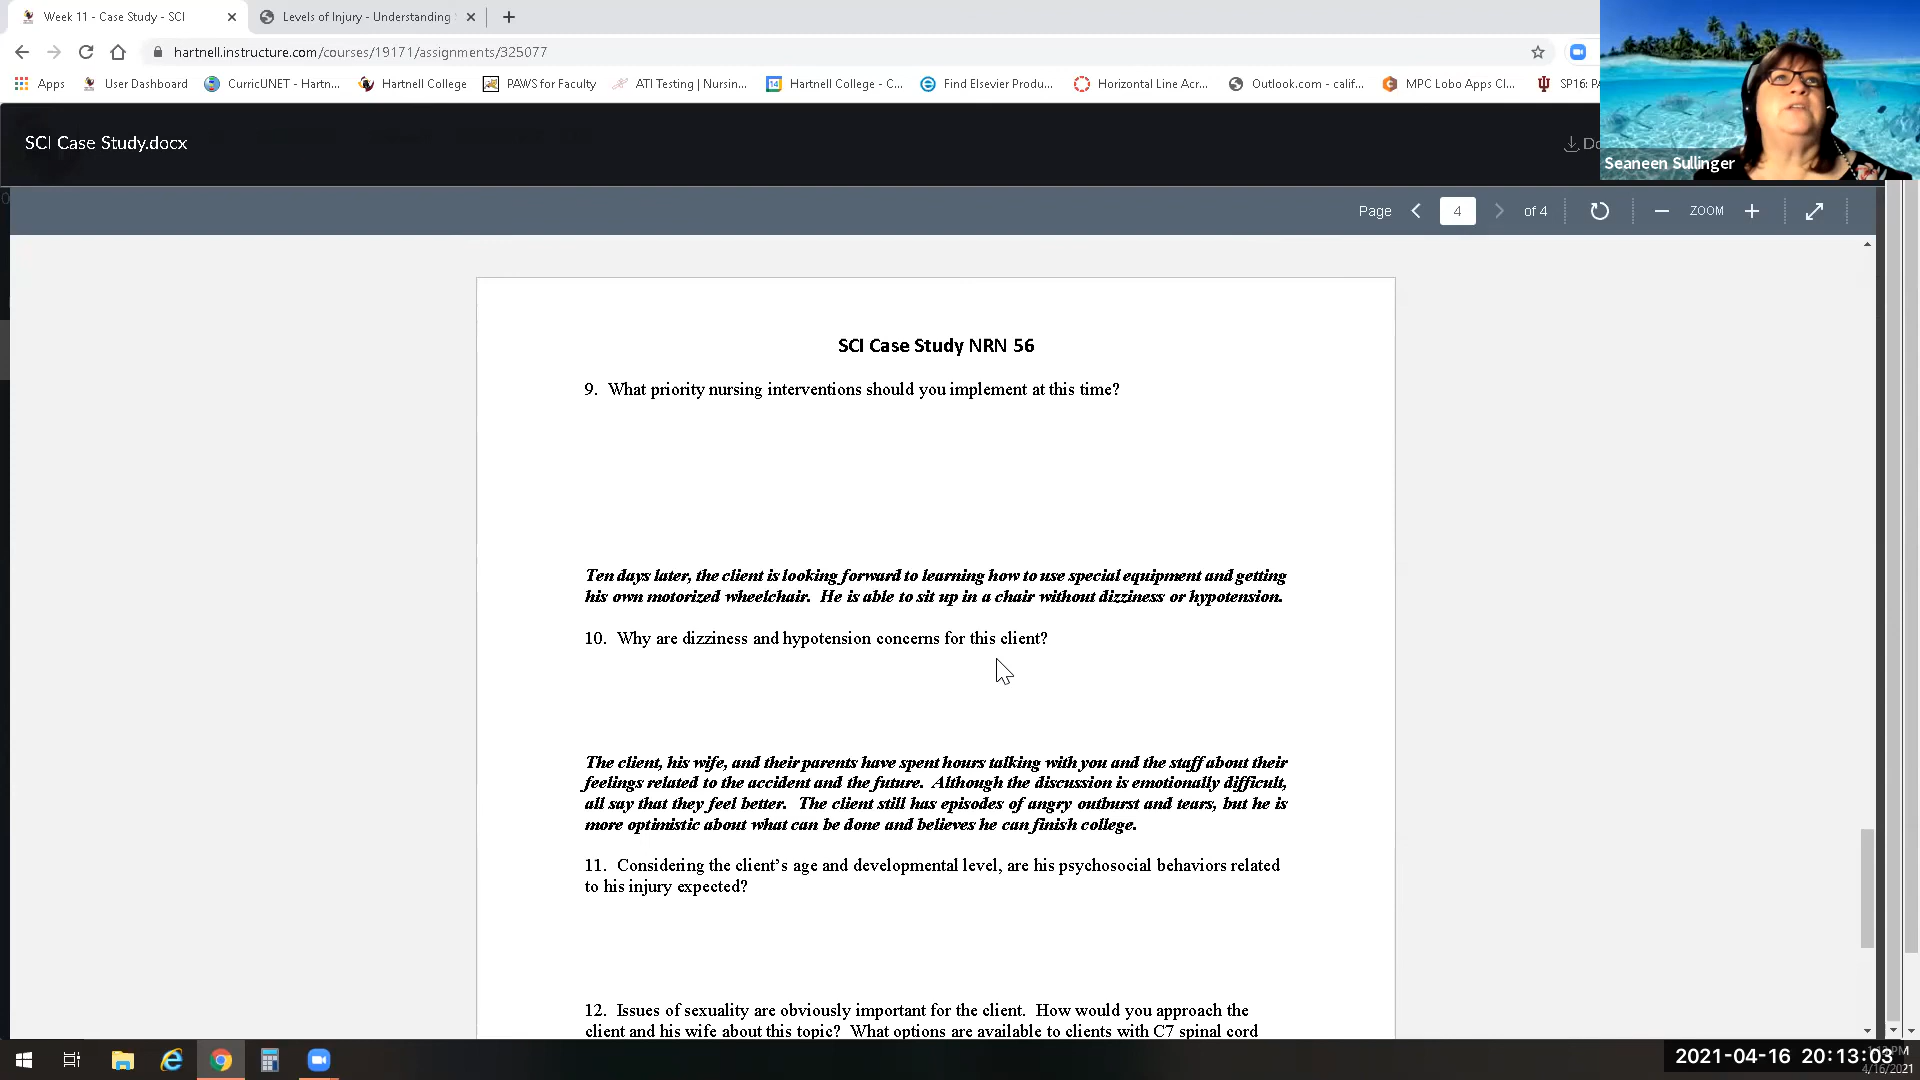 Week 11 - Case Study - SCI
Levels of Injury - Understanding
hartnell.instructure.com/courses/19171/assignments/325077
Apps
User Dashboard
CurricUNET - Hartn...
Hartnell College
PAWS for Faculty
ATI Testing | Nursin...
14
Hartnell College - C...
Find Elsevier Produ...
Horizontal Line Acr...
Outlook.com - calif...
MPC Lobo Apps Cl...
SP16:
SCI Case Study.docx
Seaneen Sullinger
Page
4
of 4
ZOOM
SCI Case Study NRN 56
9. What priority nursing interventions should you implement at this time?
Ten days later, the client is looking forward to learning how to use special equipment and getting
his own motorized wheelchair. He is able to sit up in a chair without dizziness or hypotension.
10. Why are dizziness and hypotension concerns for this client?
The client, his wife, and their parents have spent hours talking with you and the staff about their
feelings related to the accident and the future. Although the discussion is emotionally difficult,
all say that they feel better. The client still has episodes of angry outburst and tears, but he is
more optimistic about what can be done and believes he can finish college.
11. Considering the client's age and developmental level, are his psychosocial behaviors related
to his injury expected?
12. Issues of sexuality are obviously important for the client. How would you approach the
client and his wife about this topic? What options are available to clients with C7 spinal cord
2021-04-16 20:13:03
4/16/2021